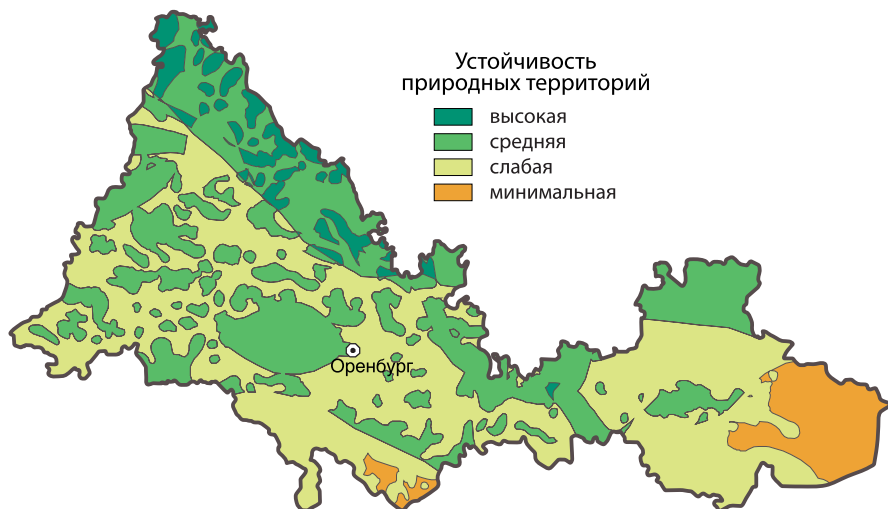 Устойчивость
природных территорий
высокая
средняя
слабая
минимальная
Оренбург